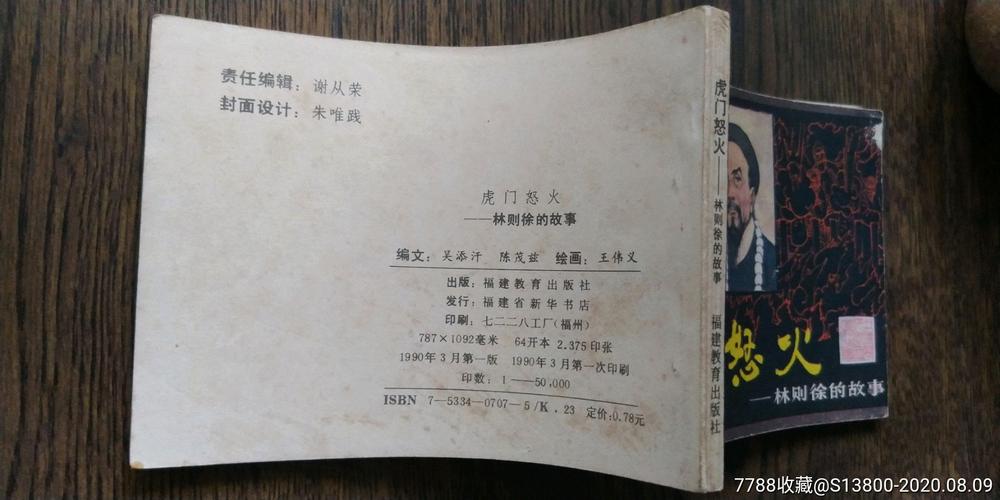 责任编辑：谢从荣
封面设计：朱唯践
虎门怒火
——林则徐的故事
编文：吴添汗 陈茂兹 绘画：王伟义
出版：福建教育出版社
发行：福建省新华书店
印刷：七二二八工厂(福州)
787×1092毫米 64开本 2.375印张
1990年3月第一版 1990年3月第一次印刷
印数：1——50,000
ISBN 7—5334—0707—5/K．23 定价:0.78元
虎门怒火——林则徐的故事 福建教育出版社
怒火
—林则徐的故事
7788收藏@S13800-2020.08.09